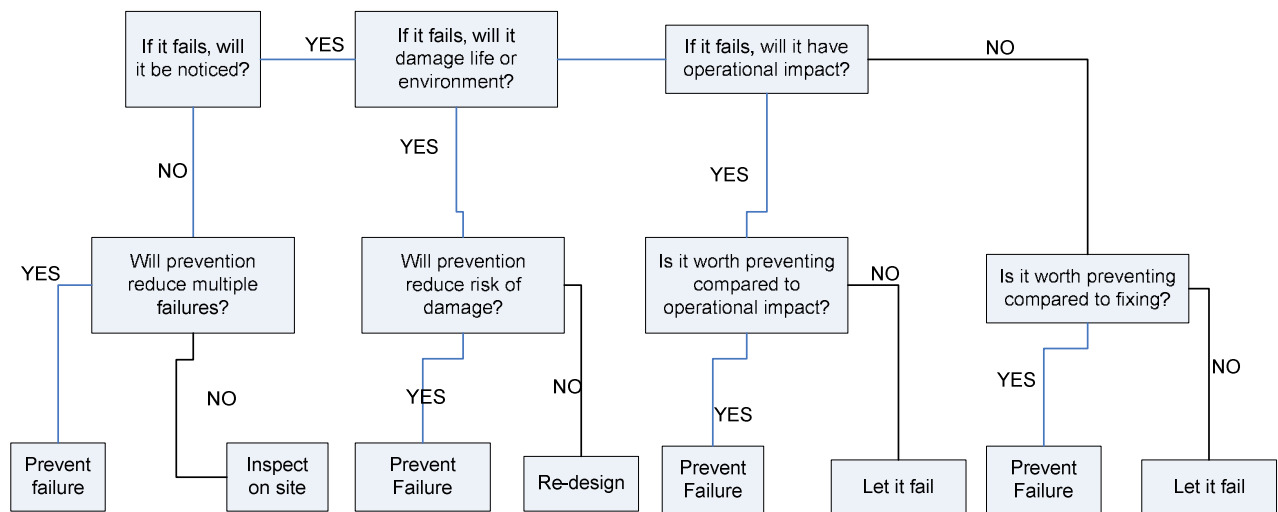 If it fails, will
it be noticed?
YES
If it fails, will it
damage life or
environment?
If it fails, will it have
operational impact?
NO
NO
YES
YES
Will prevention
reduce multiple
failures?
YES
Will prevention
reduce risk of
damage?
Is it worth preventing
compared to
operational impact?
NO
Is it worth preventing
compared to fixing?
NO
YES
NO
YES
YES
NO
Prevent
failure
Inspect
on site
Prevent
Failure
Re-design
Prevent
Failure
Let it fail
Prevent
Failure
Let it fail